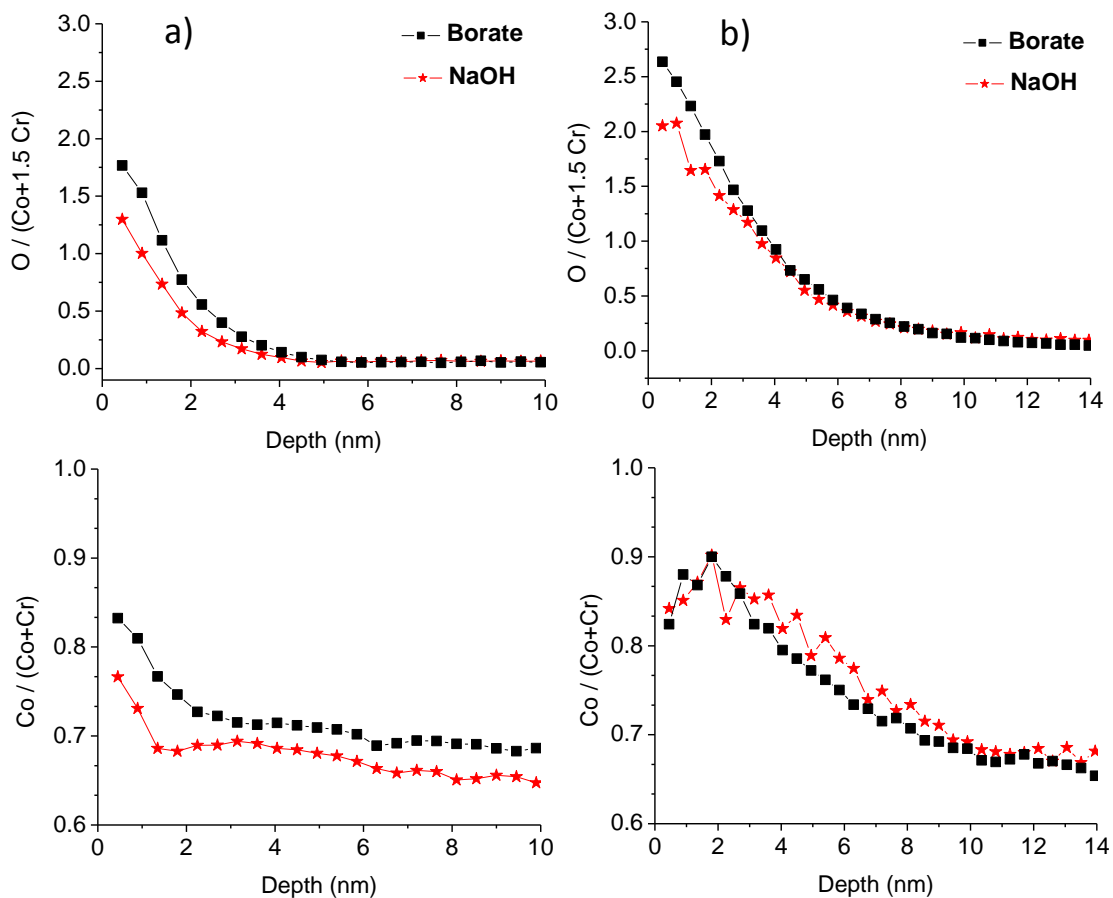 a)
Borate
NaOH
3.0
2.5
2.0
1.5
1.0
0.5
0.0
O / (Co+1.5 Cr)
0 2 4 6 8 10
Depth (nm)
b)
Borate
NaOH
3.0
2.5
2.0
1.5
1.0
0.5
0.0
O / (Co+1.5 Cr)
0 2 4 6 8 10 12 14
Depth (nm)
1.0
0.9
0.8
0.7
0.6
Co / (Co+Cr)
0 2 4 6 8 10
Depth (nm)
1.0
0.9
0.8
0.7
0.6
Co / (Co+Cr)
0 2 4 6 8 10 12 14
Depth (nm)